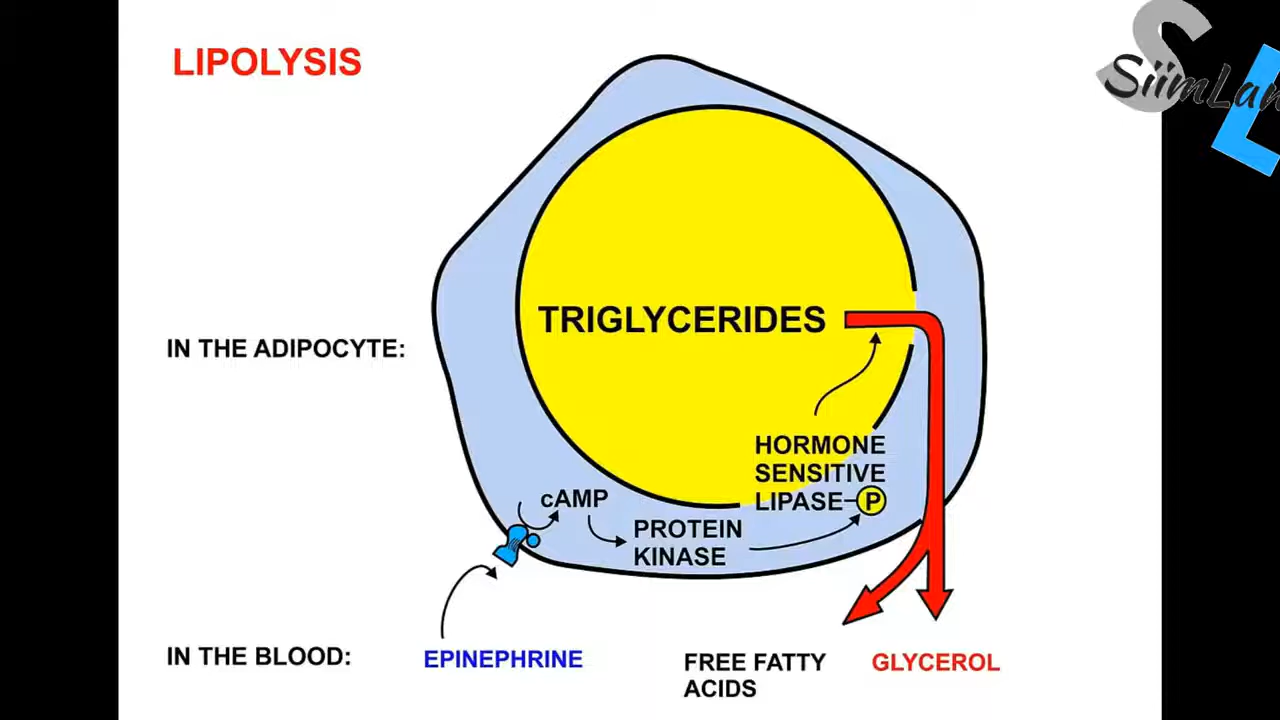 LIPOLYSIS
SiimLan
TRIGLYCERIDES
IN THE ADIPOCYTE:
HORMONE
SENSITIVE
LIPASE-P
cAMP
PROTEIN
KINASE
IN THE BLOOD:
EPINEPHRINE
FREE FATTY
ACIDS
GLYCEROL